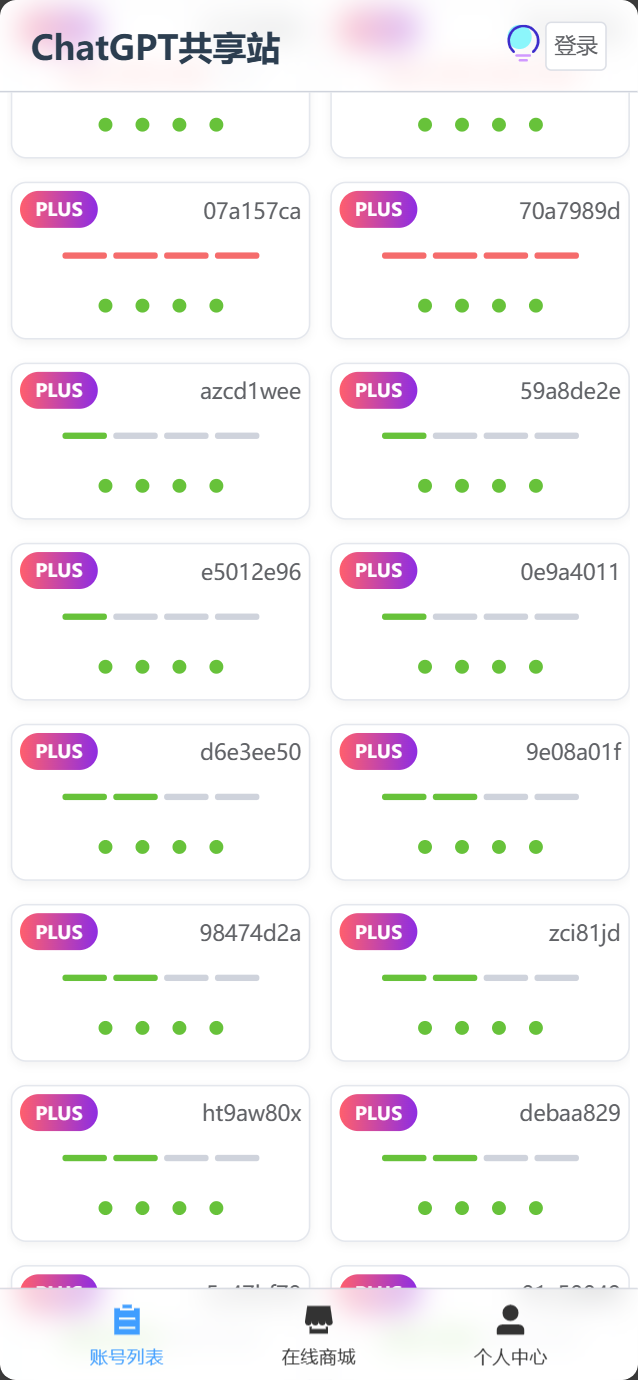 ChatGPT共享站
登录
PLUS 07a157ca
PLUS 70a7989d
PLUS azcd1wee
PLUS 59a8de2e
PLUS e5012e96
PLUS 0e9a4011
PLUS d6e3ee50
PLUS 9e08a01f
PLUS 98474d2a
PLUS zci81jd
PLUS ht9aw80x
PLUS debaa829
账号列表
在线商城
个人中心